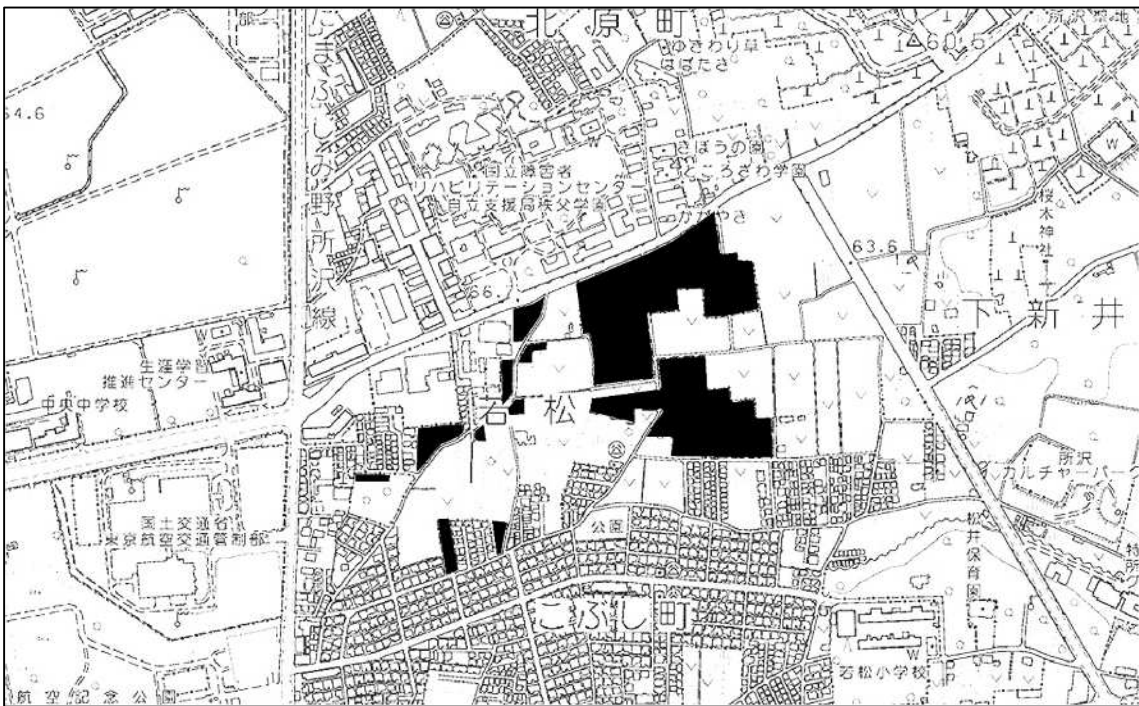 北原町
所沢聖地
ゆきわり草
はばたき
60.5
64.6
国立障害者
リハビリテーションセンター
自立支援局秩父学園
きぼうの園
ところざわ学園
かがやき
W
W
桜木神社
63.6
66
下新井
生涯学習
推進センター
W
中央中学校
松
所沢
カルチャーパーク
国土交通省
東京航空交通管制部
公園
松井保育園
こぶし町
若松小学校
W
航空記念公園